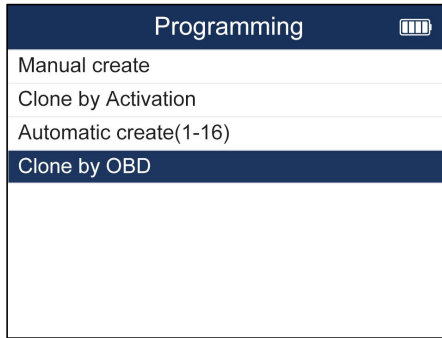 Programming
Manual create
Clone by Activation
Automatic create(1-16)
Clone by OBD